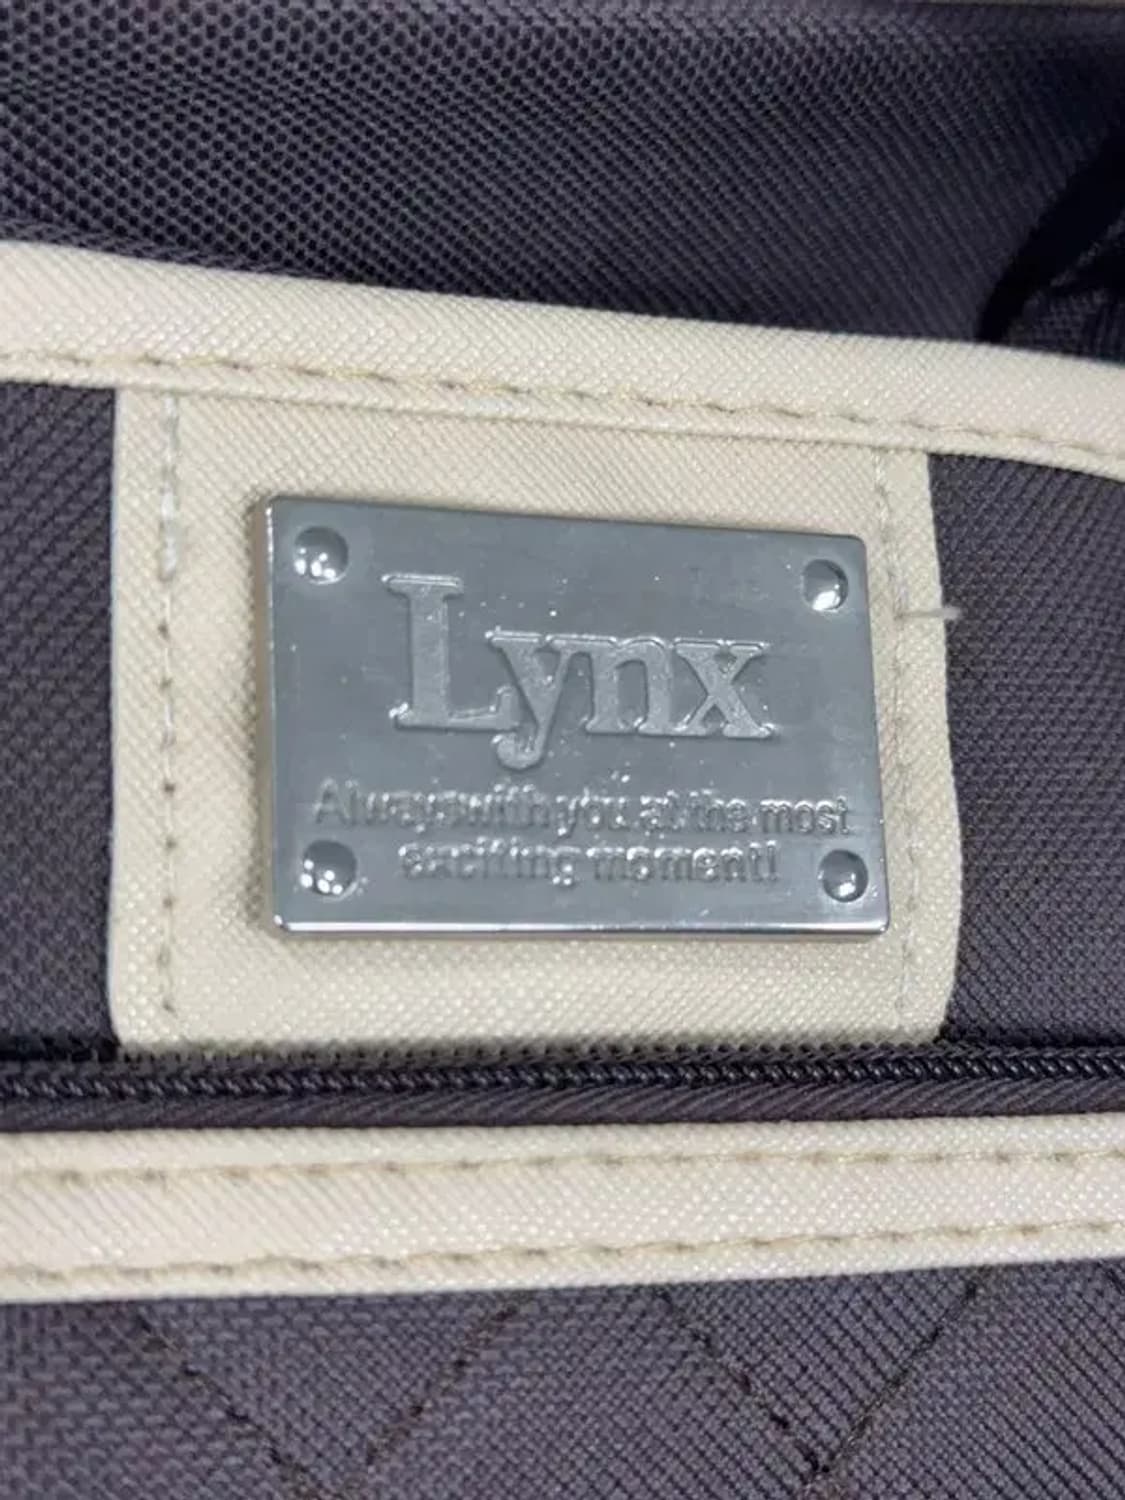 Lynx
Always with you at the most
exciting moment!